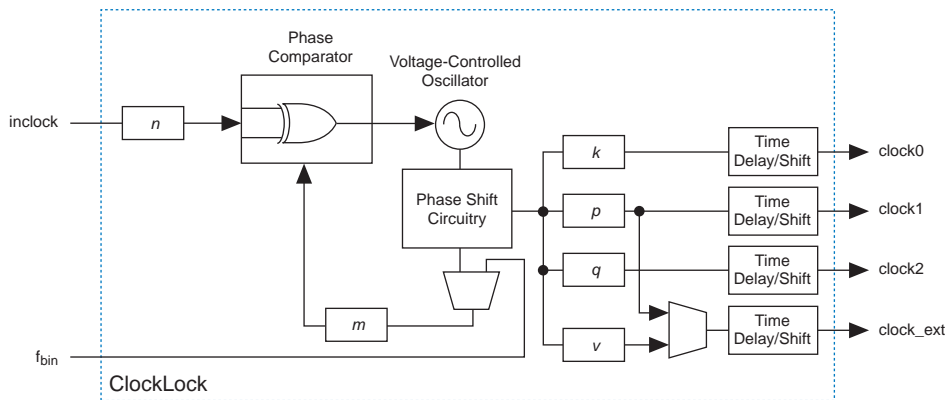 Phase
Comparator
Voltage-Controlled
Oscillator
inclock
n
k
Time
Delay/Shift
clock0
Phase Shift
Circuitry
p
Time
Delay/Shift
clock1
q
Time
Delay/Shift
clock2
m
v
Time
Delay/Shift
clock_ext
fbin
ClockLock